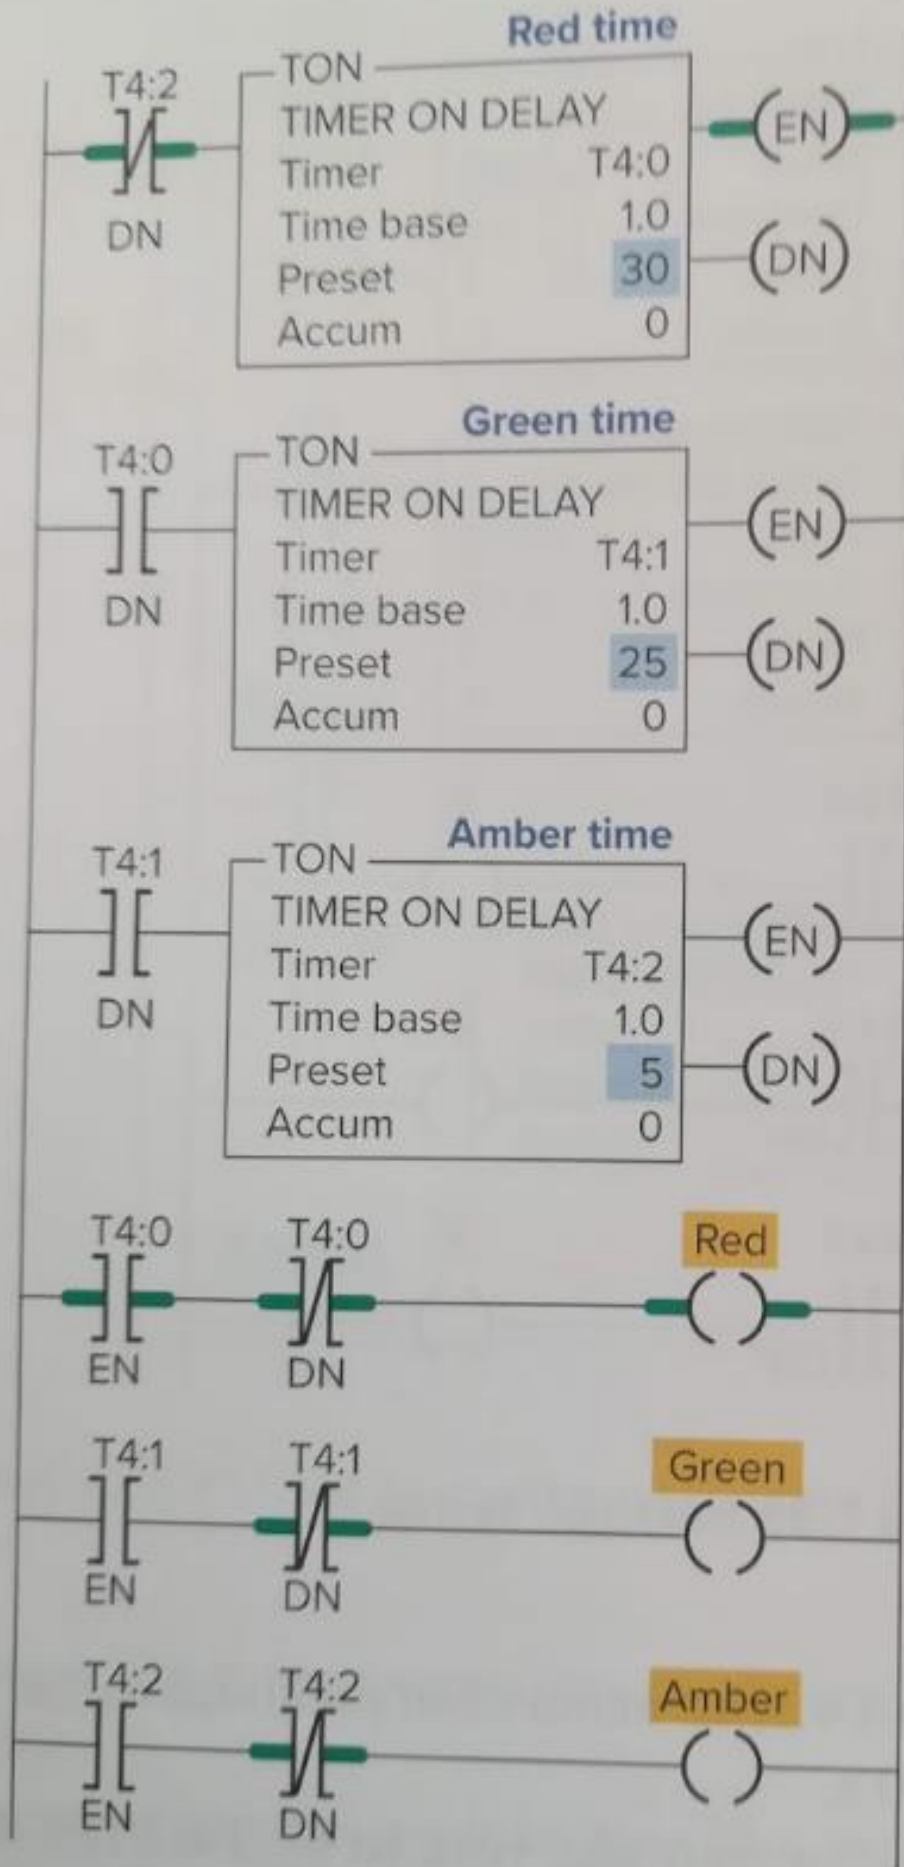 Red time
T4:2
TON
TIMER ON DELAY
Timer T4:0
Time base 1.0
Preset 30
Accum 0
DN
EN
DN
Green time
T4:0
TON
TIMER ON DELAY
Timer T4:1
Time base 1.0
Preset 25
Accum 0
DN
EN
DN
Amber time
T4:1
TON
TIMER ON DELAY
Timer T4:2
Time base 1.0
Preset 5
Accum 0
DN
EN
DN
T4:0 T4:0 Red
EN DN
T4:1 T4:1 Green
EN DN
T4:2 T4:2 Amber
EN DN